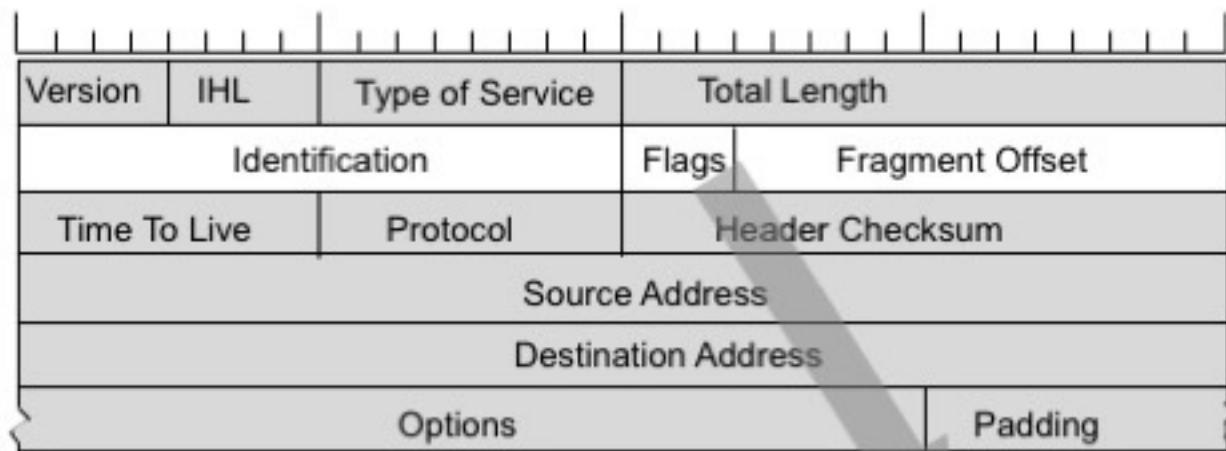 Version IHL Type of Service Total Length
Identification Flags Fragment Offset
Time To Live Protocol Header Checksum
Source Address
Destination Address
Options Padding